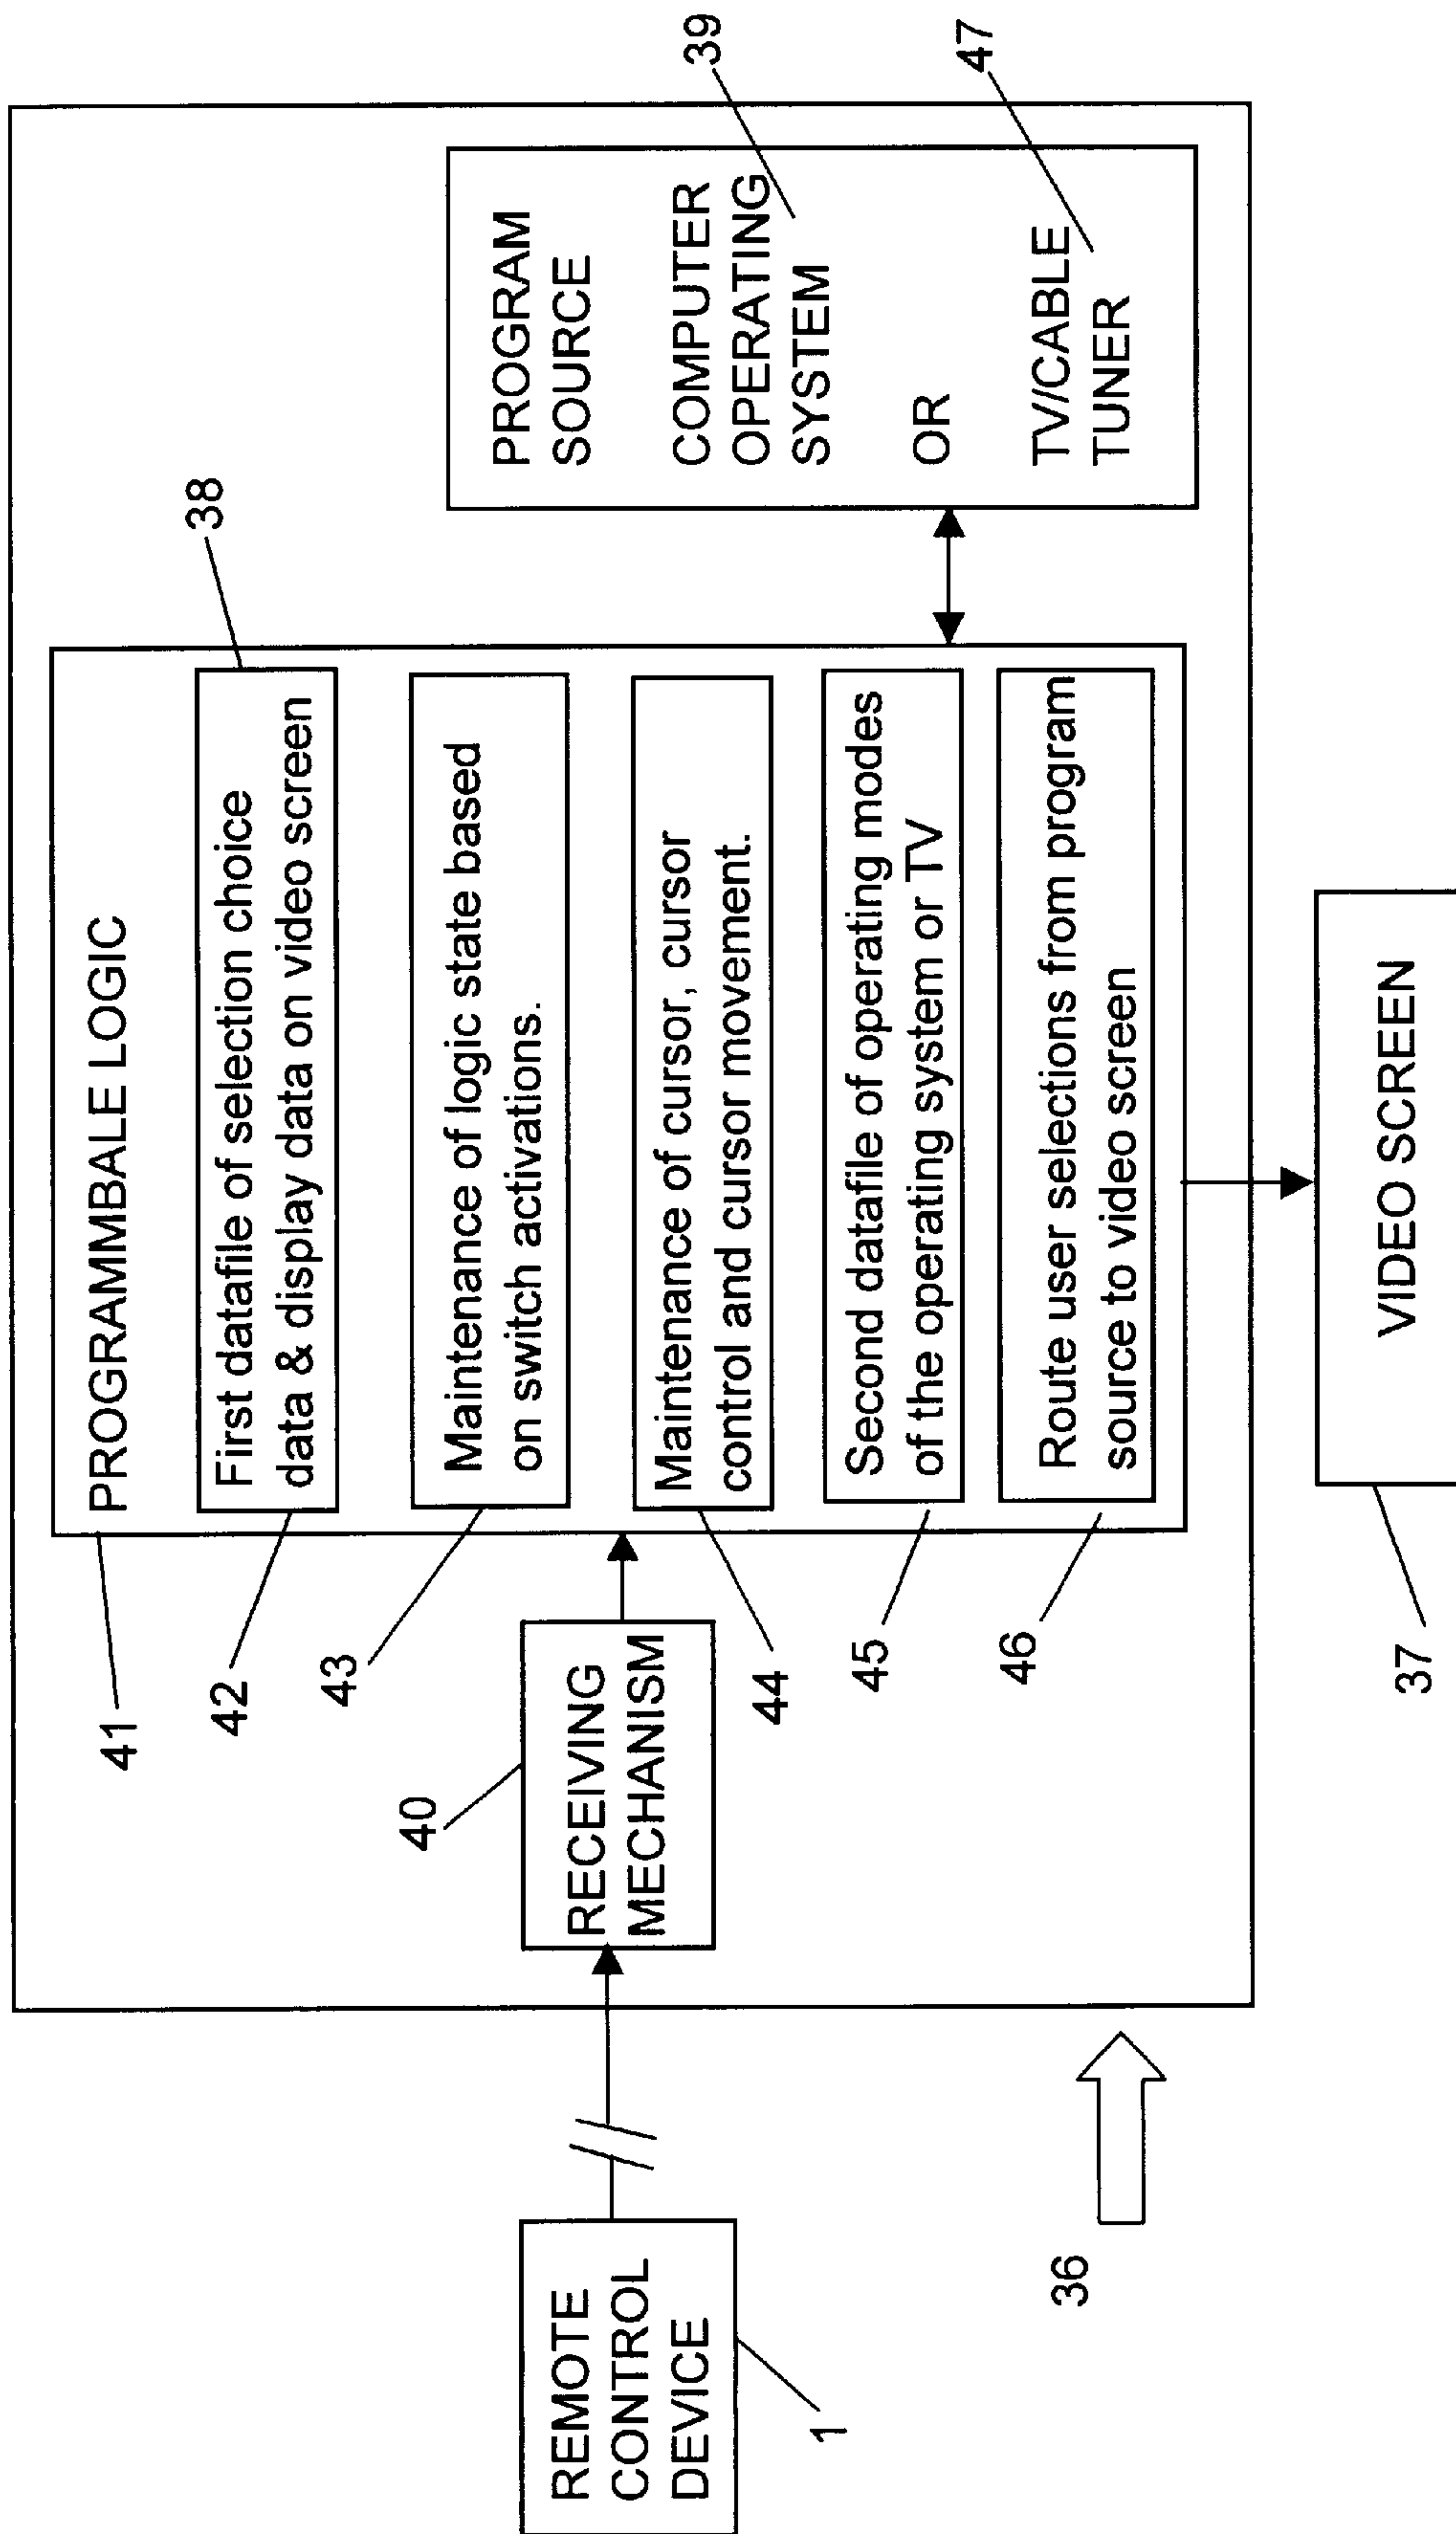 PROGRAMMBALE LOGIC
41
First datafile of selection choice
data & display data on video screen
38
42
Maintenance of logic state based
on switch activations.
43
Maintenance of cursor, cursor
control and cursor movement.
44
Second datafile of operating modes
of the operating system or TV
45
Route user selections from program
source to video screen
46
PROGRAM
SOURCE
COMPUTER
OPERATING
SYSTEM
39
OR
TV/CABLE
TUNER
47
RECEIVING
MECHANISM
40
REMOTE
CONTROL
DEVICE
1
36
VIDEO SCREEN
37